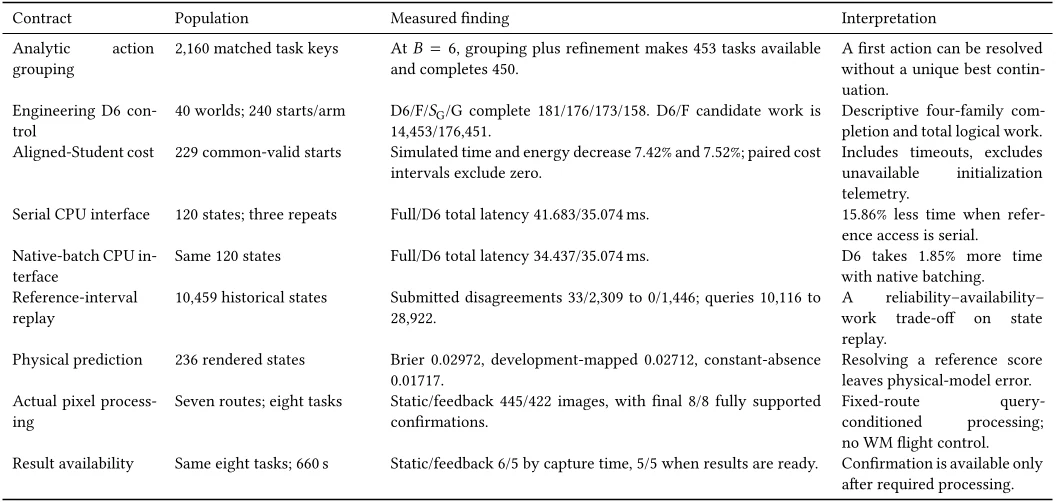 Contract Population Measured finding Interpretation
Analytic action grouping 2,160 matched task keys At B = 6, grouping plus refinement makes 453 tasks available and completes 450. A first action can be resolved without a unique best contin-uation.
Engineering D6 con-trol 40 worlds; 240 starts/arm D6/F/S_G/G complete 181/176/173/158. D6/F candidate work is 14,453/176,451. Descriptive four-family com-pletion and total logical work.
Aligned-Student cost 229 common-valid starts Simulated time and energy decrease 7.42% and 7.52%; paired cost intervals exclude zero. Includes timeouts, excludes unavailable initialization telemetry.
Serial CPU interface 120 states; three repeats Full/D6 total latency 41.683/35.074 ms. 15.86% less time when refer-ence access is serial.
Native-batch CPU in-terface Same 120 states Full/D6 total latency 34.437/35.074 ms. D6 takes 1.85% more time with native batching.
Reference-interval replay 10,459 historical states Submitted disagreements 33/2,309 to 0/1,446; queries 10,116 to 28,922. A reliability–availability–work trade-off on state replay.
Physical prediction 236 rendered states Brier 0.02972, development-mapped 0.02712, constant-absence 0.01717. Resolving a reference score leaves physical-model error.
Actual pixel process-ing Seven routes; eight tasks Static/feedback 445/422 images, with final 8/8 fully supported confirmations. Fixed-route query-conditioned processing; no WM flight control.
Result availability Same eight tasks; 660 s Static/feedback 6/5 by capture time, 5/5 when results are ready. Confirmation is available only after required processing.